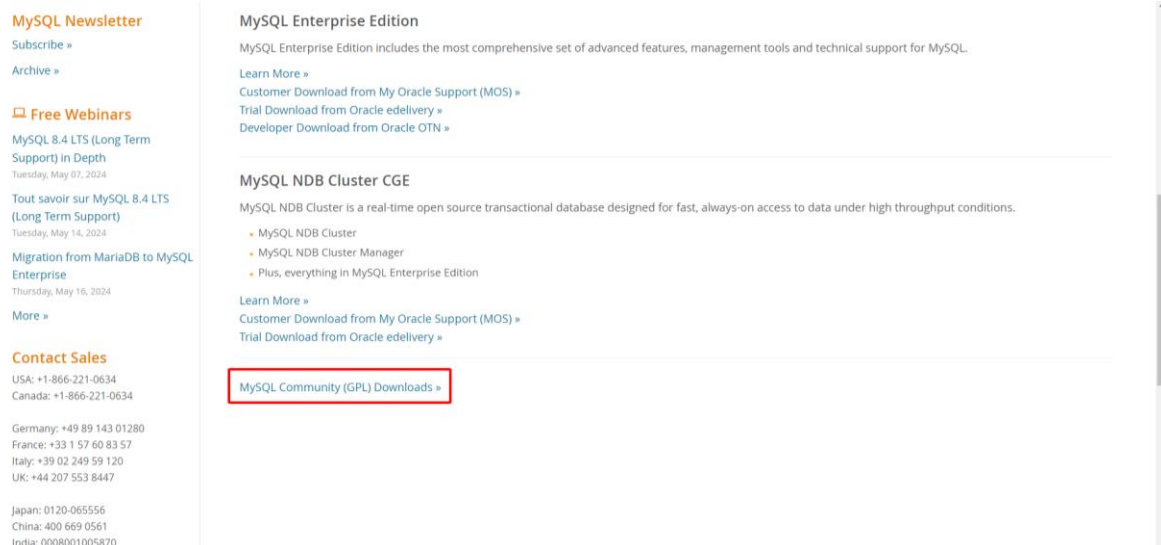 MySQL Newsletter
Subscribe »
Archive »
Free Webinars
MySQL 8.4 LTS (Long Term
Support) in Depth
Tuesday, May 07, 2024
Tout savoir sur MySQL 8.4 LTS
(Long Term Support)
Tuesday, May 14, 2024
Migration from MariaDB to MySQL
Enterprise
Thursday, May 16, 2024
More »
Contact Sales
USA: +1-866-221-0634
Canada: +1-866-221-0634
Germany: +49 89 143 01280
France: +33 1 57 60 83 57
Italy: +39 02 249 59 120
UK: +44 207 553 8447
Japan: 0120-065556
China: 400 669 0561
India: 0008001005870
MySQL Enterprise Edition
MySQL Enterprise Edition includes the most comprehensive set of advanced features, management tools and technical support for MySQL.
Learn More »
Customer Download from My Oracle Support (MOS) »
Trial Download from Oracle edelivery »
Developer Download from Oracle OTN »
MySQL NDB Cluster CGE
MySQL NDB Cluster is a real-time open source transactional database designed for fast, always-on access to data under high throughput conditions.
• MySQL NDB Cluster
• MySQL NDB Cluster Manager
• Plus, everything in MySQL Enterprise Edition
Learn More »
Customer Download from My Oracle Support (MOS) »
Trial Download from Oracle edelivery »
MySQL Community (GPL) Downloads »